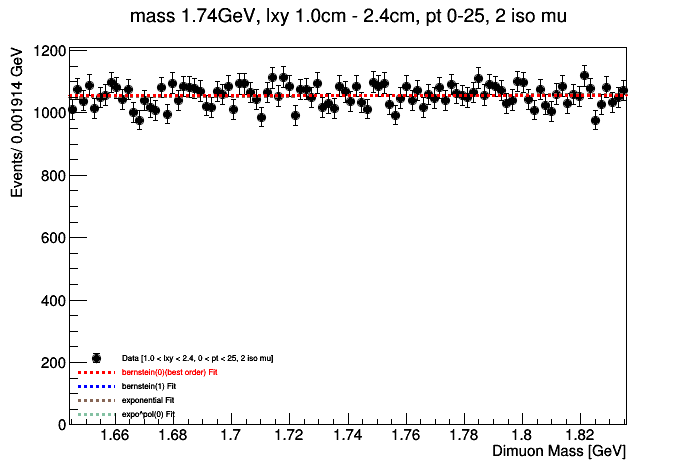 mass 1.74GeV, lxy 1.0cm - 2.4cm, pt 0-25, 2 iso mu
Events/ 0.001914 GeV
1200
1000
800
600
400
200
0
Data [1.0 < lxy < 2.4, 0 < pt < 25, 2 iso mu]
bernstein(0)(best order) Fit
bernstein(1) Fit
exponential Fit
expo*pol(0) Fit
1.66 1.68 1.7 1.72 1.74 1.76 1.78 1.8 1.82
Dimuon Mass [GeV]